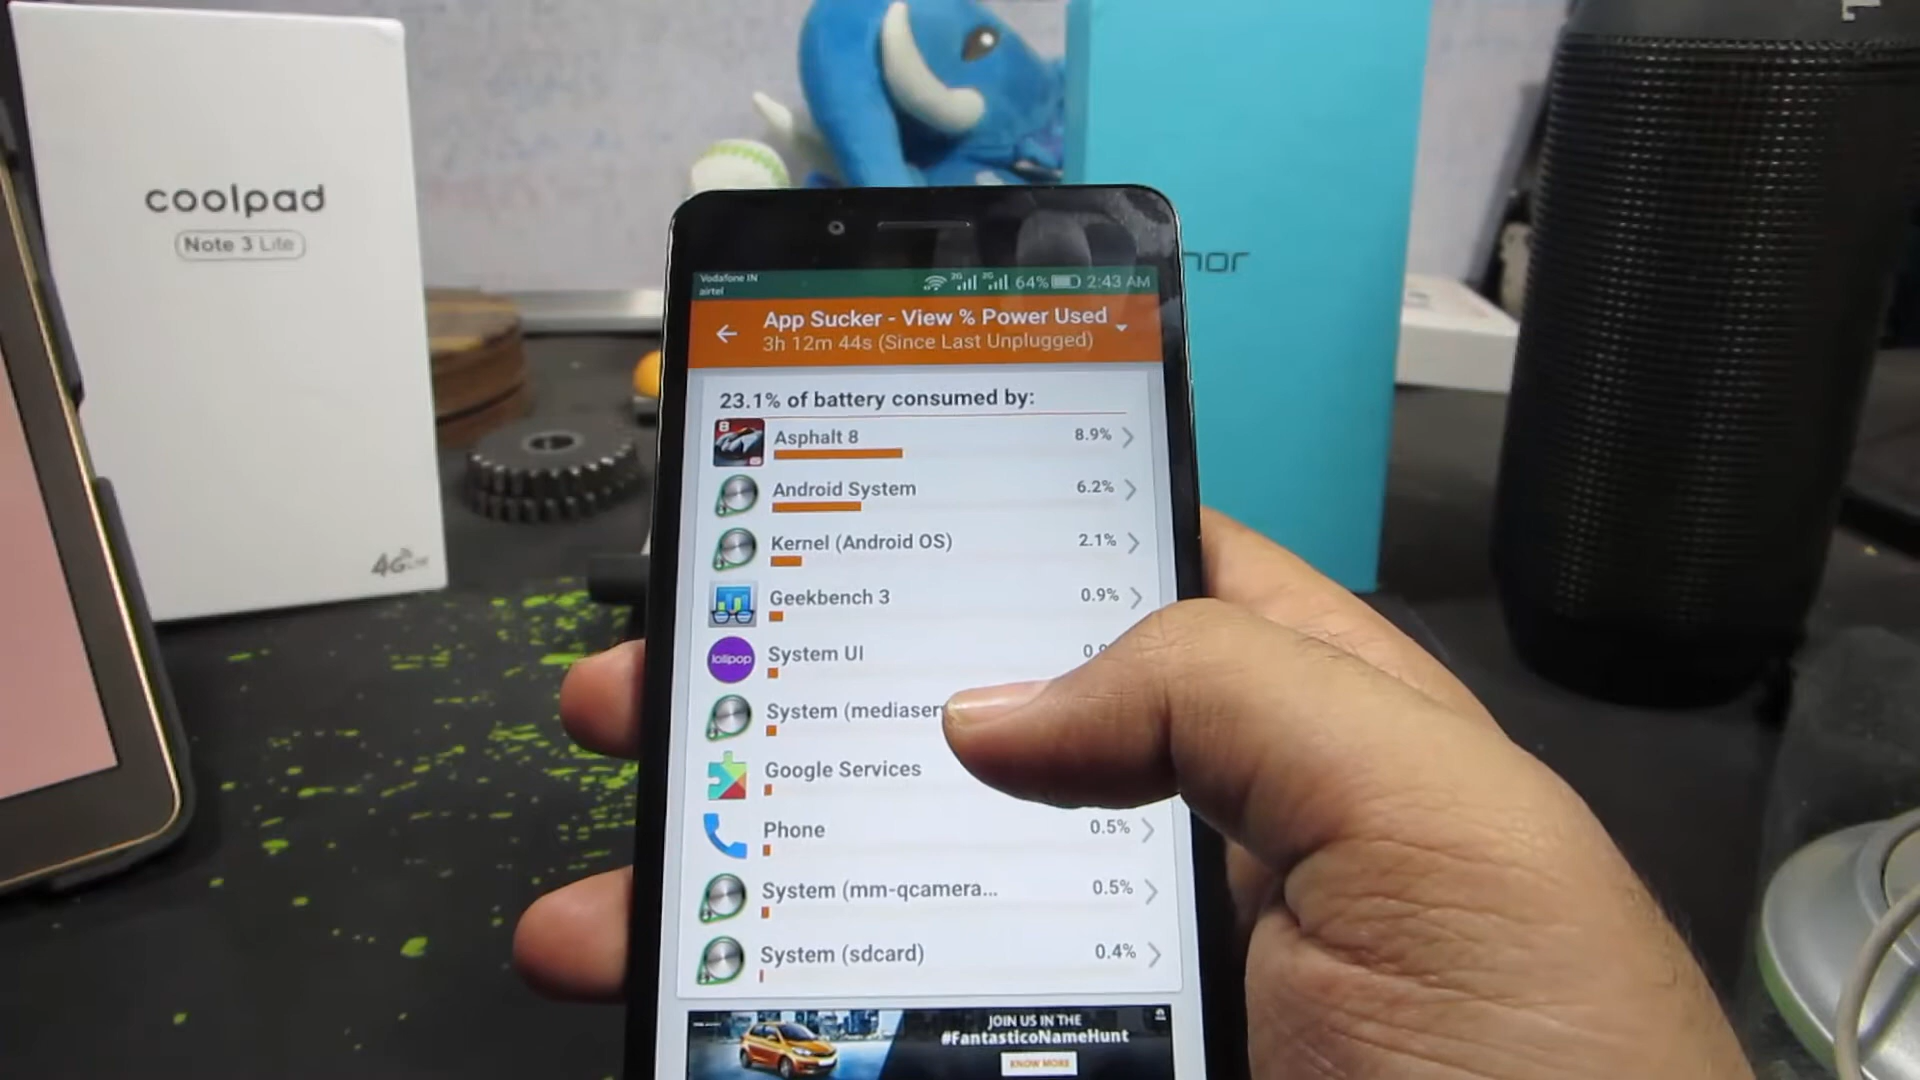 coolpad
Note 3 Lite
4G
nor
Vodafone IN
airtel
2G 2G 64% 2:43 AM
App Sucker - View % Power Used
3h 12m 44s (Since Last Unplugged)
23.1% of battery consumed by:
Asphalt 8 8.9%
Android System 6.2%
Kernel (Android OS) 2.1%
Geekbench 3 0.9%
lollipop System UI
System (mediaser
Google Services
Phone 0.5%
System (mm-qcamera... 0.5%
System (sdcard) 0.4%
JOIN US IN THE
#FantasticoNameHunt
KNOW MORE